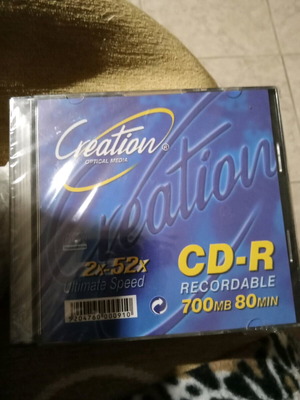 Creation®
OPTICAL MEDIA
Creation
2x-52x
Ultimate Speed
CD-R
RECORDABLE
700MB 80MIN